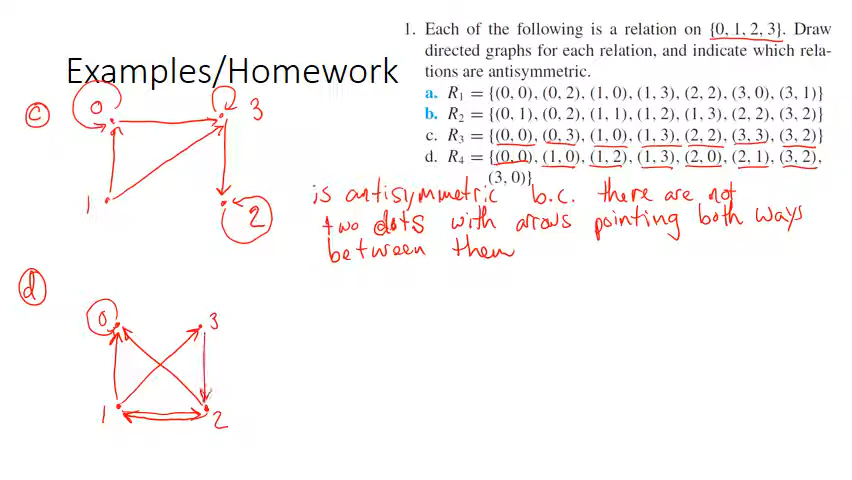 1. Each of the following is a relation on {0, 1, 2, 3}. Draw
directed graphs for each relation, and indicate which rela-
tions are antisymmetric.
a. R₁ = {(0, 0), (0, 2), (1, 0), (1, 3), (2, 2), (3, 0), (3, 1)}
b. R₂ = {(0, 1), (0, 2), (1, 1), (1, 2), (1, 3), (2, 2), (3, 2)}
c. R₃ = {(0, 0), (0, 3), (1, 0), (1, 3), (2, 2), (3, 3), (3, 2)}
d. R₄ = {(0, 0), (1, 0), (1, 2), (1, 3), (2, 0), (2, 1), (3, 2),
(3, 0)}
Examples/Homework
c
0
3
1
2
is antisymmetric b.c. there are not
two dots with arrows pointing both ways
between them
d
0
3
1
2